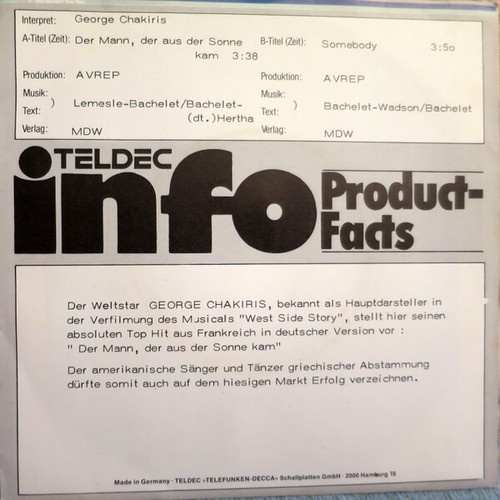 Interpret: George Chakiris
A-Titel (Zeit): Der Mann, der aus der Sonne kam 3:38
B-Titel (Zeit): Somebody 3:50
Produktion: AVREP
Produktion: AVREP
Musik:
Text: ) Lemesle-Bachelet/Bachelet-
(dt.)Hertha
Musik:
Text: ) Bachelet-Wadson/Bachelet
Verlag: MDW
Verlag: MDW
TELDEC
info
Product-
Facts
Der Weltstar GEORGE CHAKIRIS, bekannt als Hauptdarsteller in
der Verfilmung des Musicals "West Side Story", stellt hier seinen
absoluten Top Hit aus Frankreich in deutscher Version vor :
" Der Mann, der aus der Sonne kam"
Der amerikanische Sänger und Tänzer griechischer Abstammung
dürfte somit auch auf dem hiesigen Markt Erfolg verzeichnen.
Made in Germany · TELDEC »TELEFUNKEN-DECCA« Schallplatten GmbH · 2000 Hamburg 19